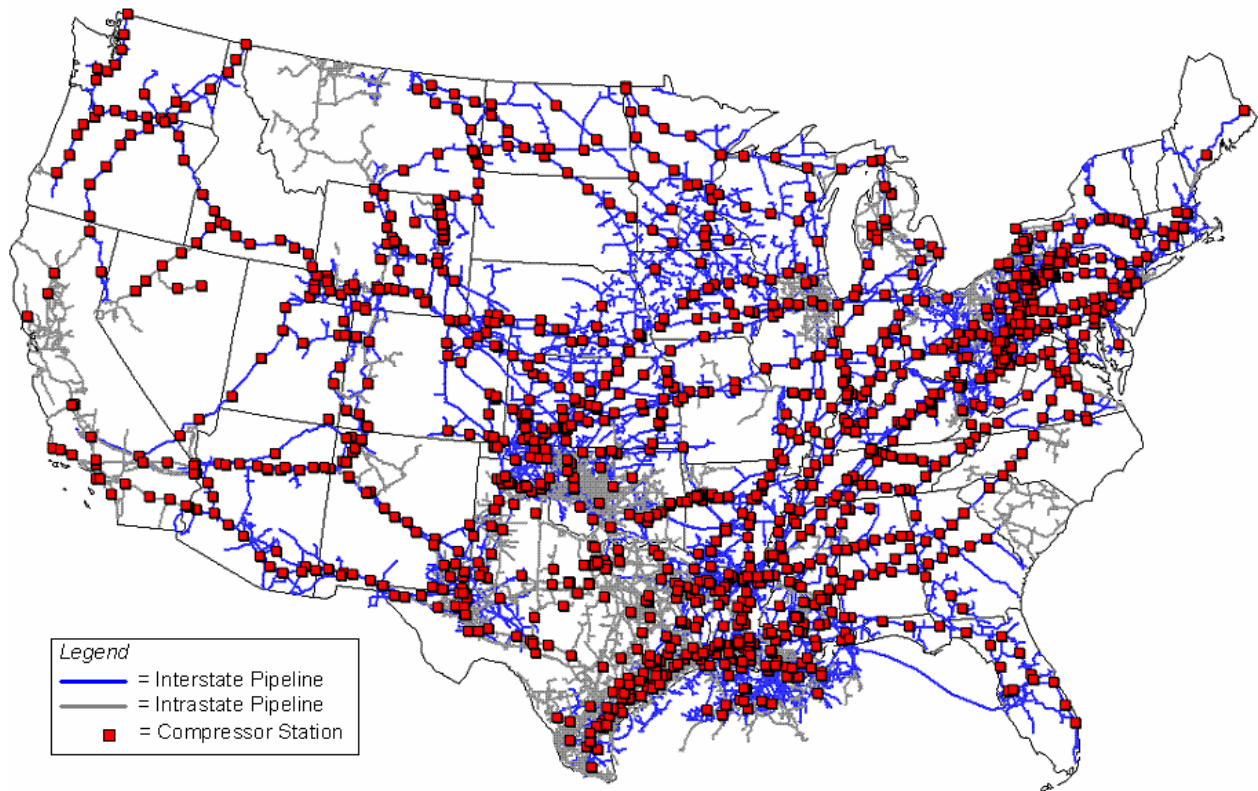 Legend
= Interstate Pipeline
= Intrastate Pipeline
= Compressor Station